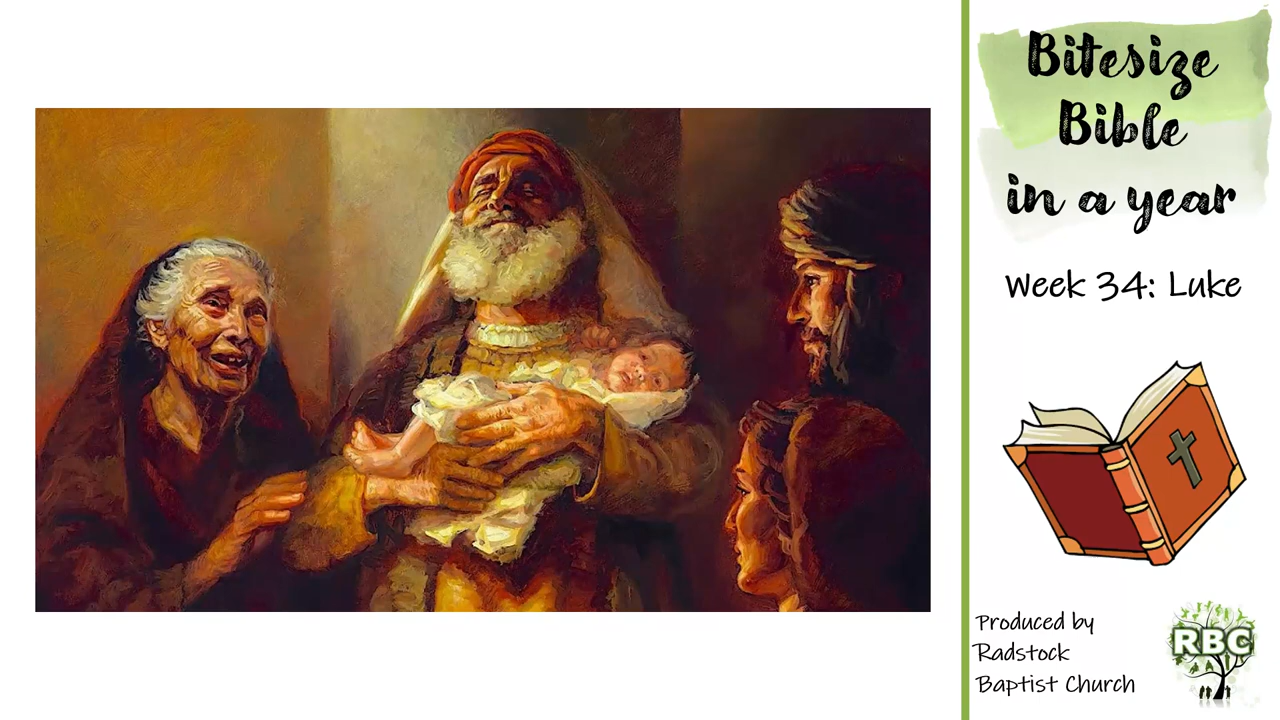 Bitesize
Bible
in a year
Week 34: Luke
Produced by
Radstock
Baptist Church
RBC